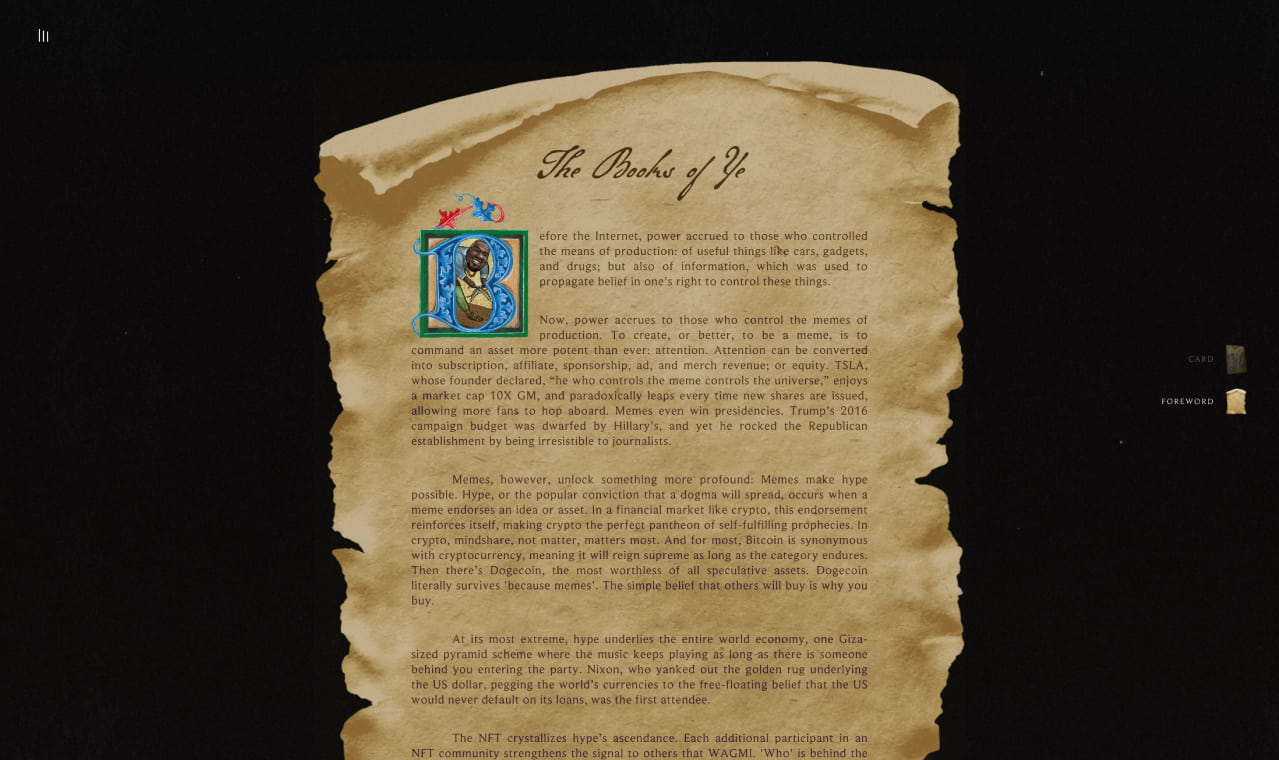 The Books of Ye
Before the Internet, power accrued to those who controlled
the means of production: of useful things like cars, gadgets,
and drugs; but also of information, which was used to
propagate belief in one's right to control these things.
Now, power accrues to those who control the memes of
production. To create, or better, to be a meme, is to
command an asset more potent than ever: attention. Attention can be converted
into subscription, affiliate, sponsorship, ad, and merch revenue; or equity. TSLA,
whose founder declared, “he who controls the meme controls the universe,” enjoys
a market cap 10X GM, and paradoxically leaps every time new shares are issued,
allowing more fans to hop aboard. Memes even win presidencies. Trump's 2016
campaign budget was dwarfed by Hillary's, and yet he rocked the Republican
establishment by being irresistible to journalists.
Memes, however, unlock something more profound: Memes make hype
possible. Hype, or the popular conviction that a dogma will spread, occurs when a
meme endorses an idea or asset. In a financial market like crypto, this endorsement
reinforces itself, making crypto the perfect pantheon of self-fulfilling prophecies. In
crypto, mindshare, not matter, matters most. And for most, Bitcoin is synonymous
with cryptocurrency, meaning it will reign supreme as long as the category endures.
Then there's Dogecoin, the most worthless of all speculative assets. Dogecoin
literally survives 'because memes'. The simple belief that others will buy is why you
buy.
At its most extreme, hype underlies the entire world economy, one Giza-
sized pyramid scheme where the music keeps playing as long as there is someone
behind you entering the party. Nixon, who yanked out the golden rug underlying
the US dollar, pegging the world's currencies to the free-floating belief that the US
would never default on its loans, was the first attendee.
The NFT crystallizes hype's ascendance. Each additional participant in an
NFT community strengthens the signal to others that WAGMI. 'Who' is behind the
CARD
FOREWORD